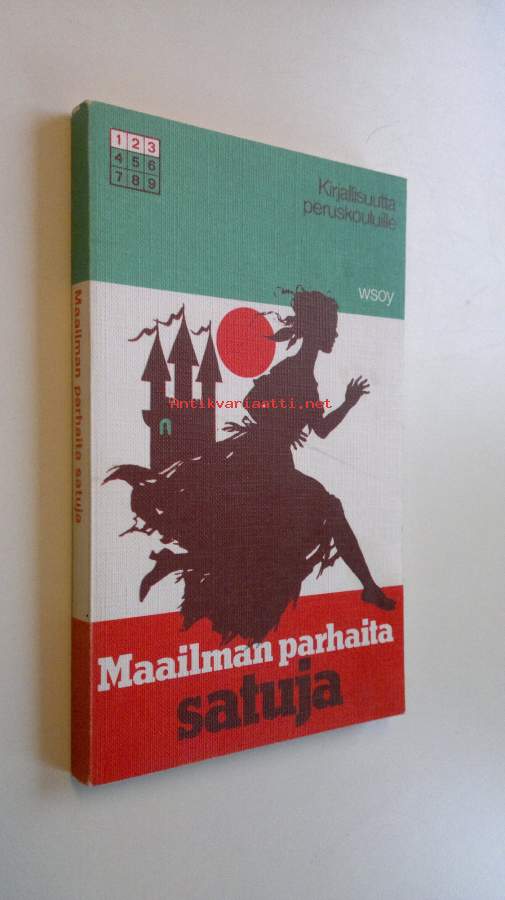 1 2 3
4 5 6
7 8 9
Kirjallisuutta
peruskouluille
wsoy
Antikvariaatti.net
Maailman parhaita
satuja
Maailman parhaita satuja